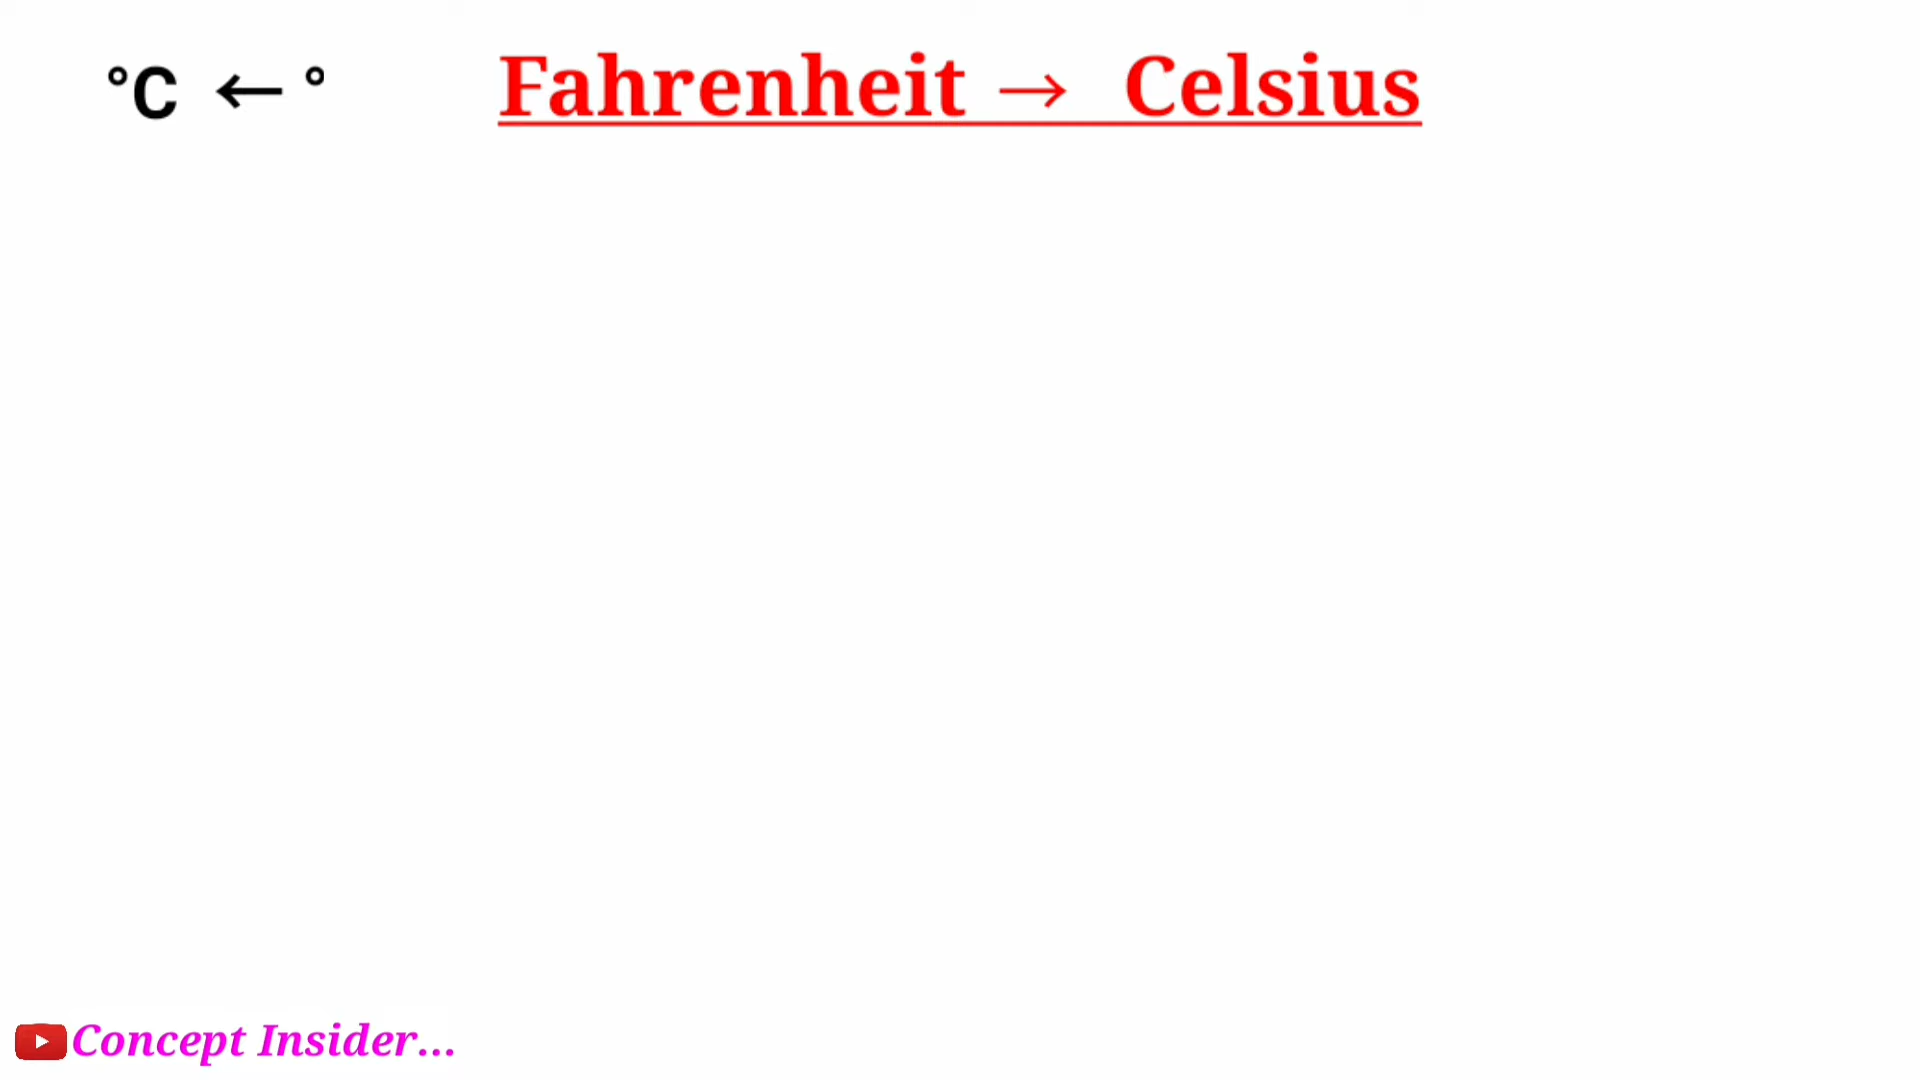 °C ← °
Fahrenheit → Celsius
Concept Insider...